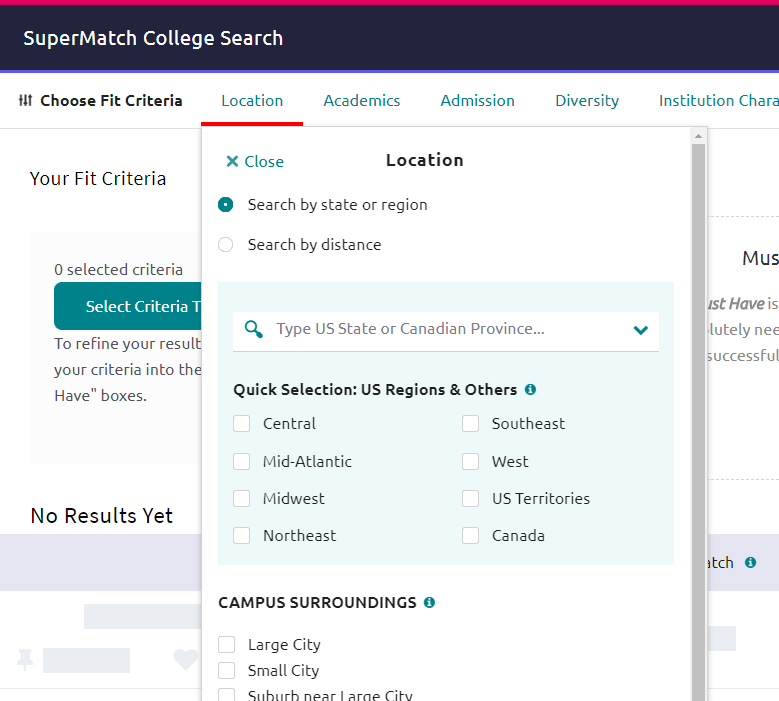 SuperMatch College Search
Choose Fit Criteria
Location
Academics
Admission
Diversity
Institution Chara
Close
Location
Your Fit Criteria
Search by state or region
Search by distance
0 selected criteria
Select Criteria T
To refine your result
your criteria into the
Have" boxes.
Mus
ust Have is
lutely nee
successful
Type US State or Canadian Province...
Quick Selection: US Regions & Others
Central
Southeast
Mid-Atlantic
West
Midwest
US Territories
Northeast
Canada
No Results Yet
atch
CAMPUS SURROUNDINGS
Large City
Small City
Suburb near Large City